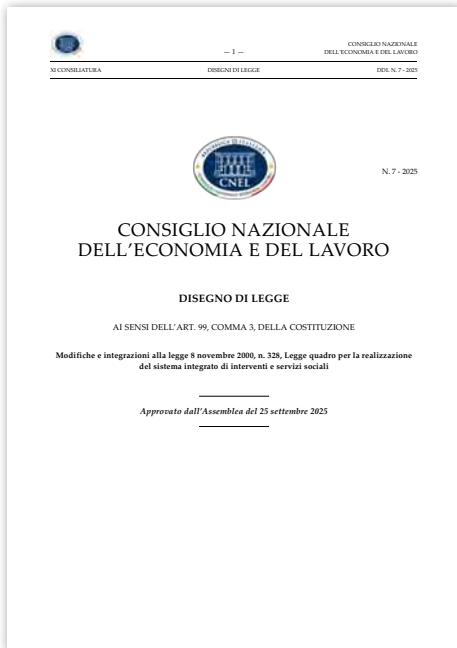 — 1 —
CONSIGLIO NAZIONALE
DELL'ECONOMIA E DEL LAVORO
XI CONSILIATURA
DISEGNI DI LEGGE
DDL N. 7 - 2025
CNEL
N. 7 - 2025
CONSIGLIO NAZIONALE
DELL'ECONOMIA E DEL LAVORO
DISEGNO DI LEGGE
AI SENSI DELL'ART. 99, COMMA 3, DELLA COSTITUZIONE
Modifiche e integrazioni alla legge 8 novembre 2000, n. 328, Legge quadro per la realizzazione
del sistema integrato di interventi e servizi sociali
Approvato dall'Assemblea del 25 settembre 2025